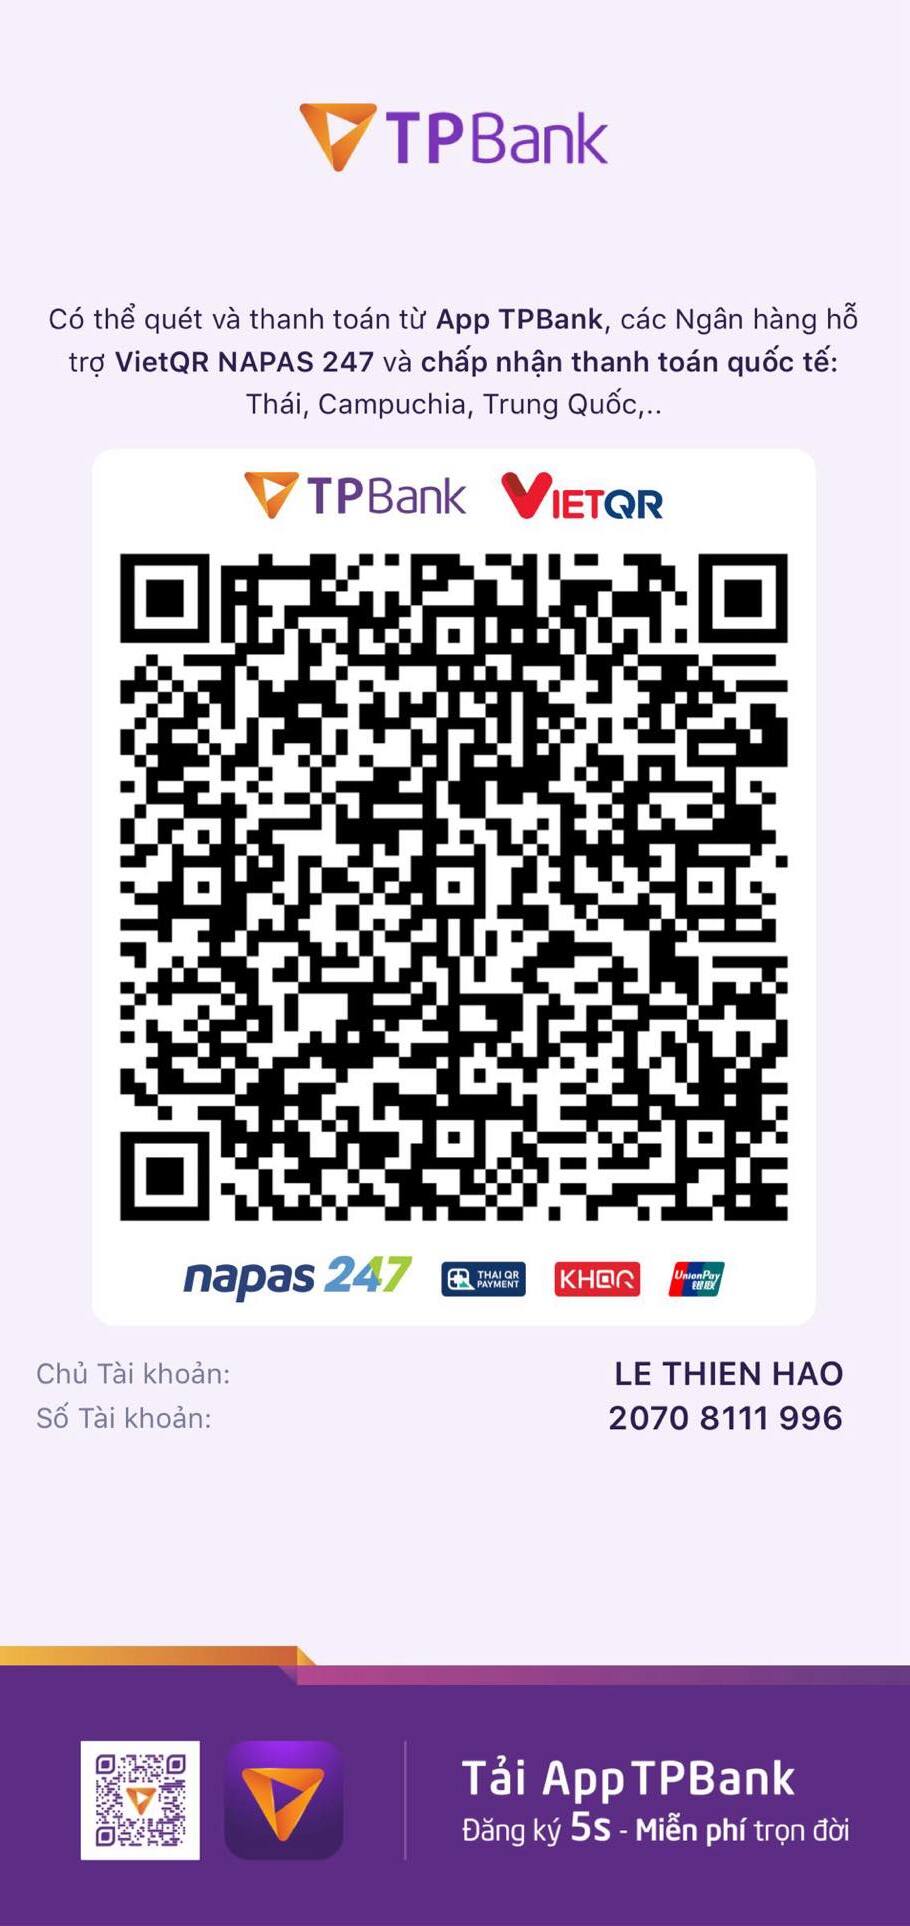 TPBank
Có thể quét và thanh toán từ App TPBank, các Ngân hàng hỗ
trợ VietQR NAPAS 247 và chấp nhận thanh toán quốc tế:
Thái, Campuchia, Trung Quốc,..
TPBank VIETQR
napas 247 THAI QR PAYMENT KHQR UnionPay 银联
Chủ Tài khoản: LE THIEN HAO
Số Tài khoản: 2070 8111 996
Tải App TPBank
Đăng ký 5s - Miễn phí trọn đời